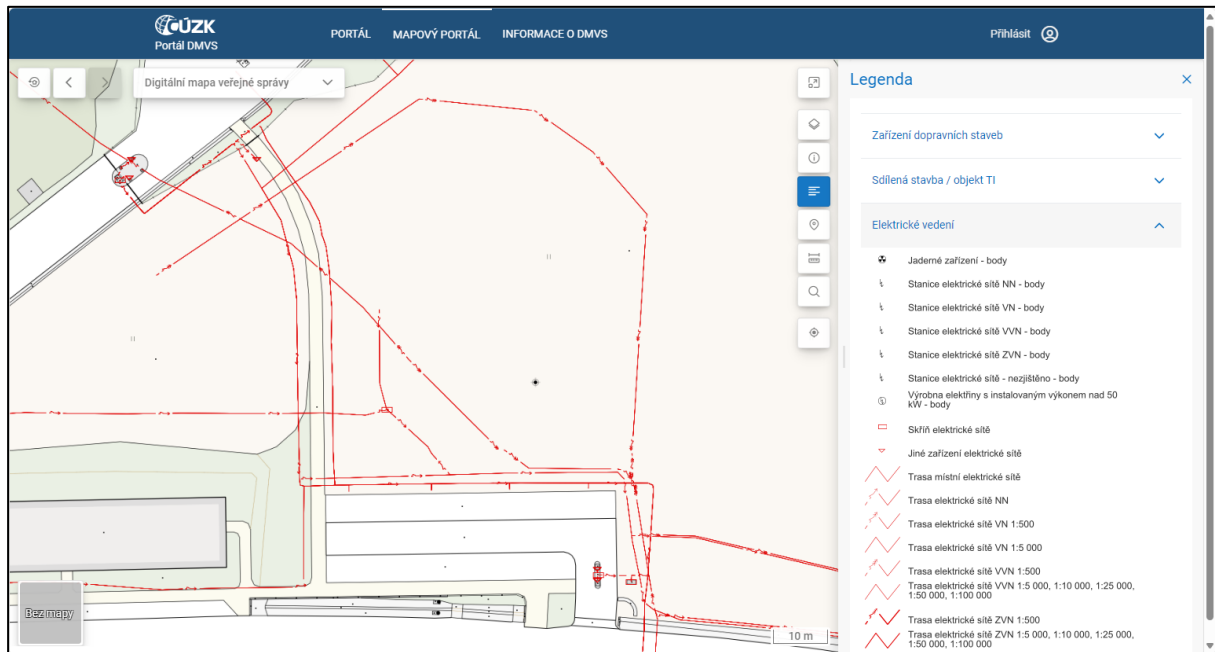 ČÚZK
Portál DMVS
PORTÁL
MAPOVÝ PORTÁL
INFORMACE O DMVS
Přihlásit
Digitální mapa veřejné správy
Legenda
Zařízení dopravních staveb
Sdílená stavba / objekt TI
Elektrické vedení
Jaderné zařízení - body
Stanice elektrické sítě NN - body
Stanice elektrické sítě VN - body
Stanice elektrické sítě VVN - body
Stanice elektrické sítě ZVN - body
Stanice elektrické sítě - nezjištěno - body
Výrobna elektřiny s instalovaným výkonem nad 50
kW - body
Skříň elektrické sítě
Jiné zařízení elektrické sítě
Trasa místní elektrické sítě
Trasa elektrické sítě NN
Trasa elektrické sítě VN 1:500
Trasa elektrické sítě VN 1:5 000
Trasa elektrické sítě VVN 1:500
Trasa elektrické sítě VVN 1:5 000, 1:10 000, 1:25 000,
1:50 000, 1:100 000
Trasa elektrické sítě ZVN 1:500
Trasa elektrické sítě ZVN 1:5 000, 1:10 000, 1:25 000,
1:50 000, 1:100 000
Bez mapy
10 m